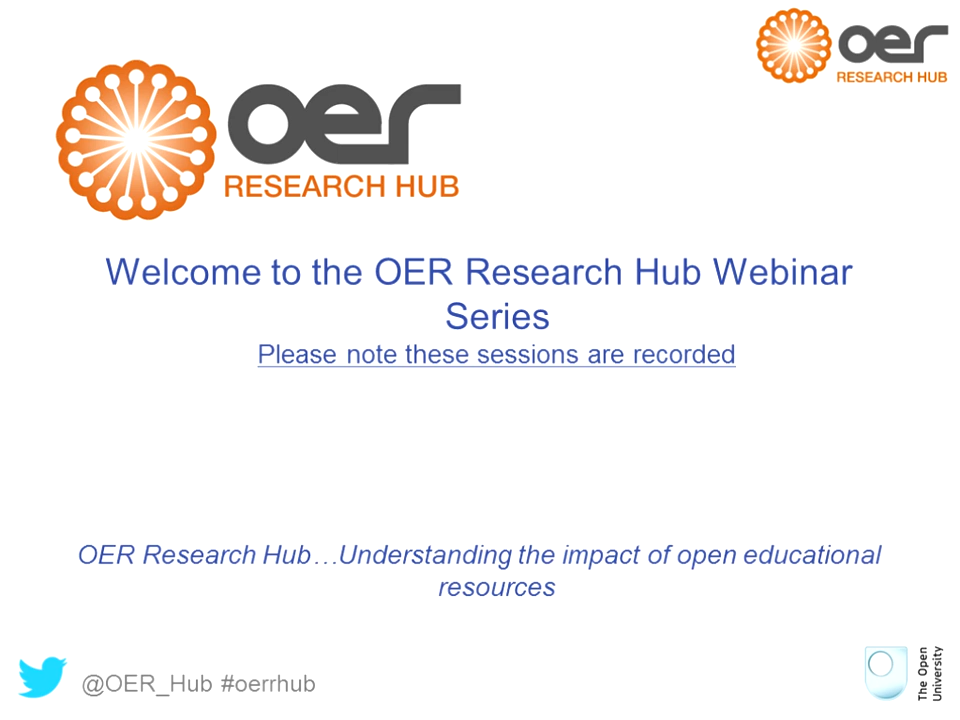 oer
RESEARCH HUB
oer
RESEARCH HUB
Welcome to the OER Research Hub Webinar
Series
Please note these sessions are recorded
OER Research Hub…Understanding the impact of open educational
resources
@OER_Hub #oerrhub
The Open
University